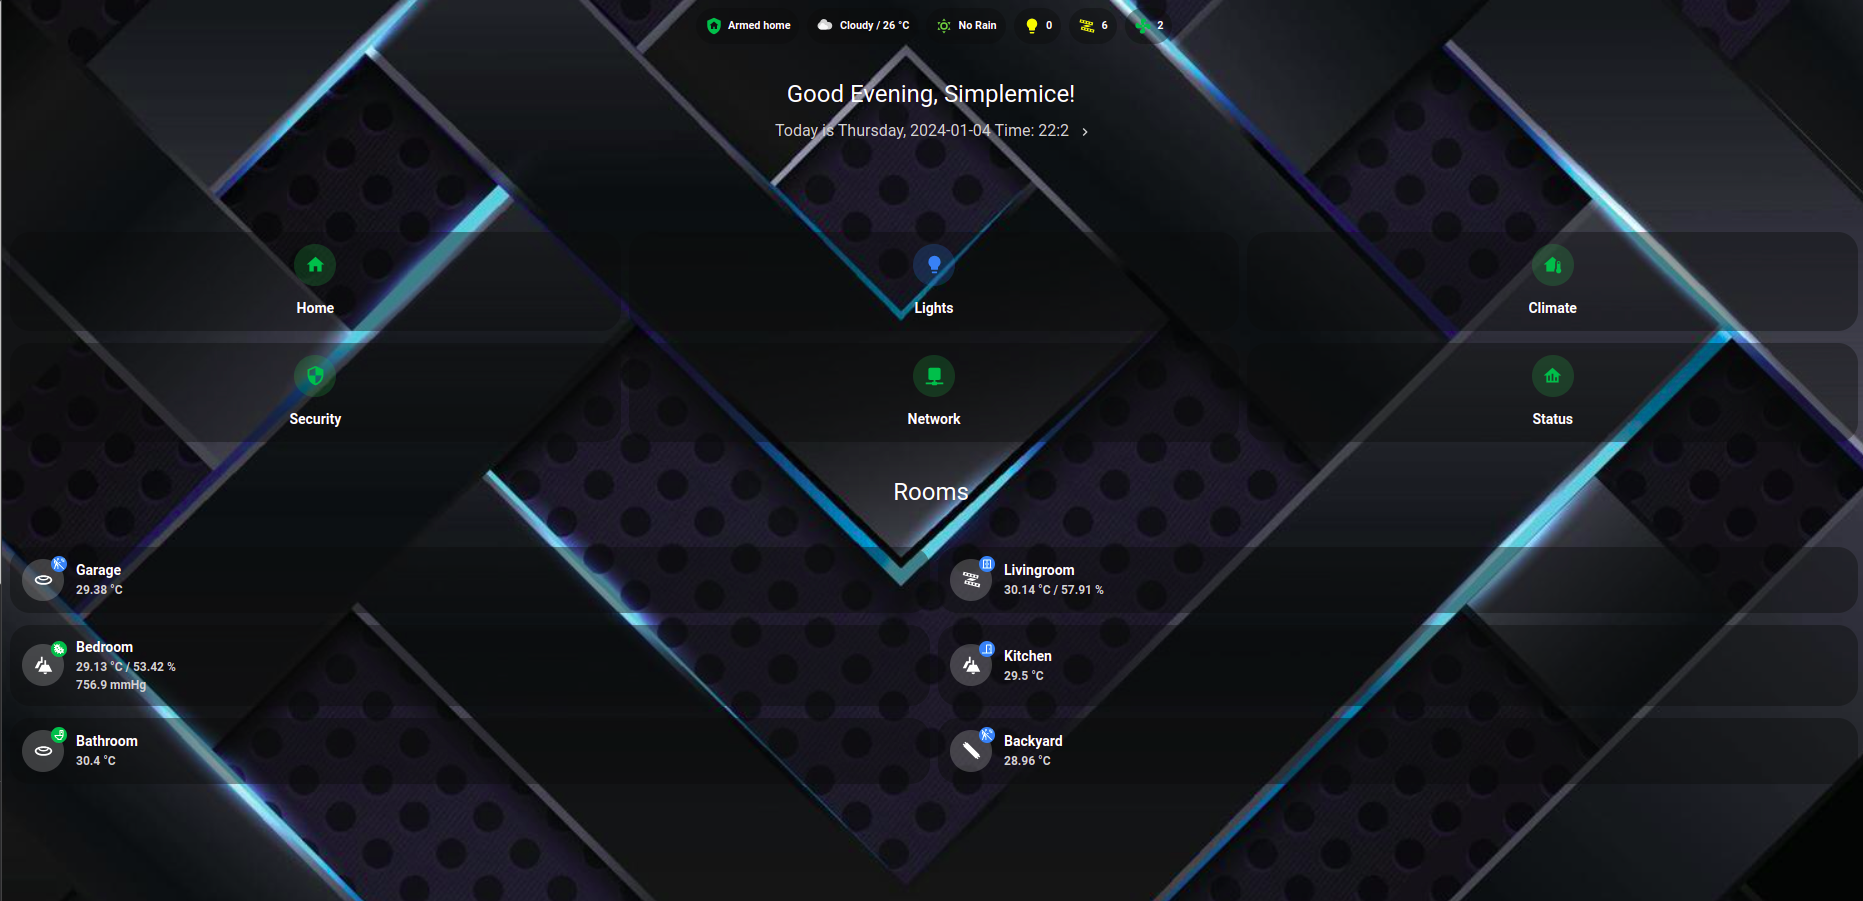 Armed home Cloudy / 26 °C No Rain 0 6 2
Good Evening, Simplemice!
Today is Thursday, 2024-01-04 Time: 22:2
Home Lights Climate
Security Network Status
Rooms
Garage
29.38 °C
Livingroom
30.14 °C / 57.91 %
Bedroom
29.13 °C / 53.42 %
756.9 mmHg
Kitchen
29.5 °C
Bathroom
30.4 °C
Backyard
28.96 °C